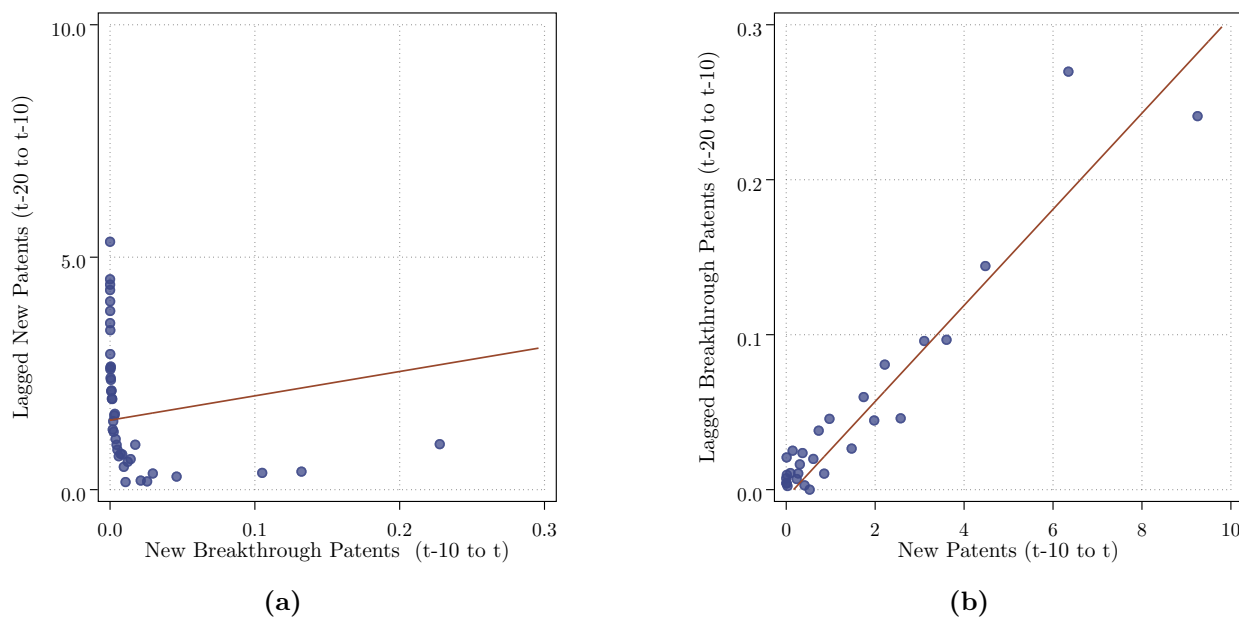 10.0
5.0
0.0
Lagged New Patents (t-20 to t-10)
0.0 0.1 0.2 0.3
New Breakthrough Patents (t-10 to t)
(a)
0.3
0.2
0.1
0.0
Lagged Breakthrough Patents (t-20 to t-10)
0 2 4 6 8 10
New Patents (t-10 to t)
(b)